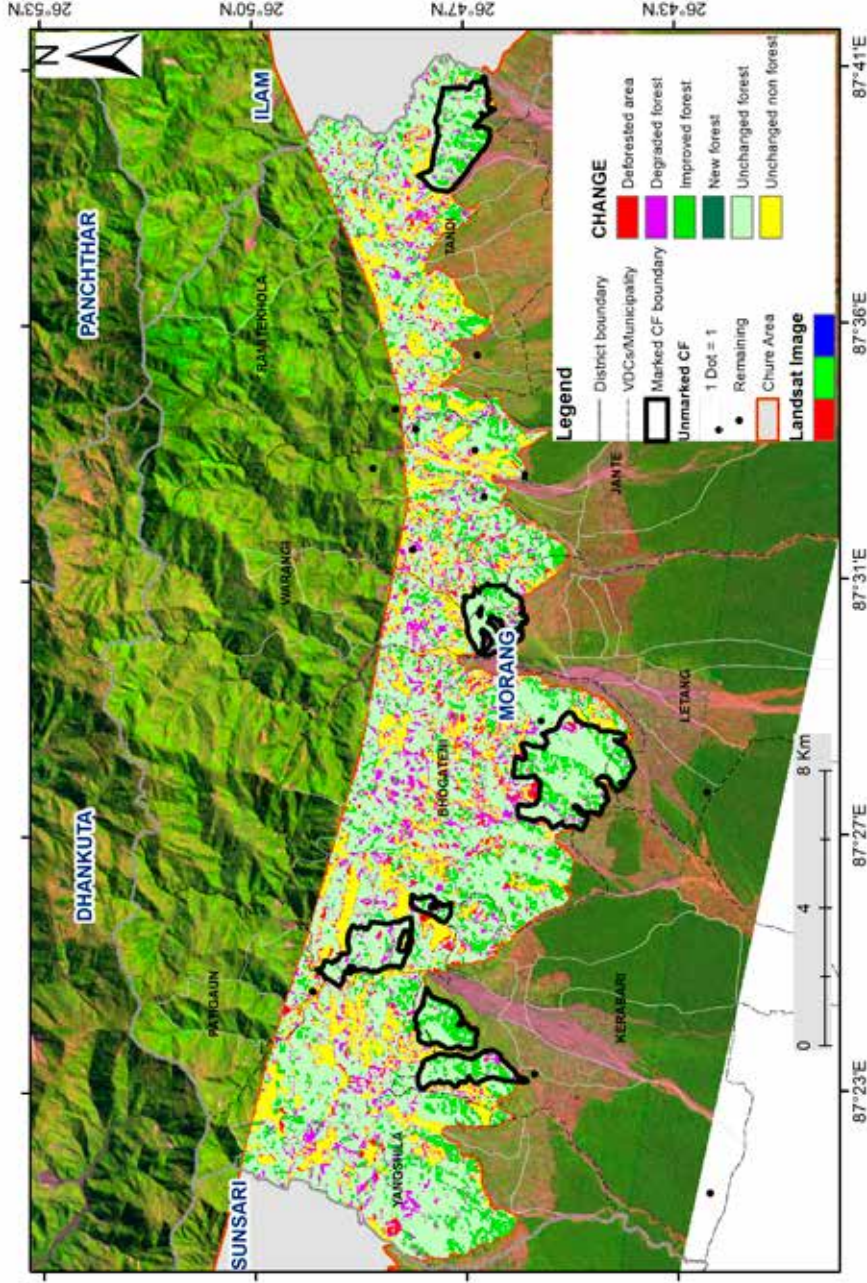 N
26°53'N
26°50'N
26°47'N
26°43'N
PANCHTHAR
DHANKUTA
ILAM
SUNSARI
MORANG
RAMITEKHOLA
WARANGI
PATIGAUN
TANDI
JANTE
BHOGATENI
LETANG
KERABARI
YANGSHILA
Legend
District boundary
VDCs/Municipality
Marked CF boundary
Unmarked CF
1 Dot = 1
Remaining
Chure Area
Landsat Image
CHANGE
Deforested area
Degraded forest
Improved forest
New forest
Unchanged forest
Unchanged non forest
0 4 8 Km
87°23'E
87°27'E
87°31'E
87°36'E
87°41'E